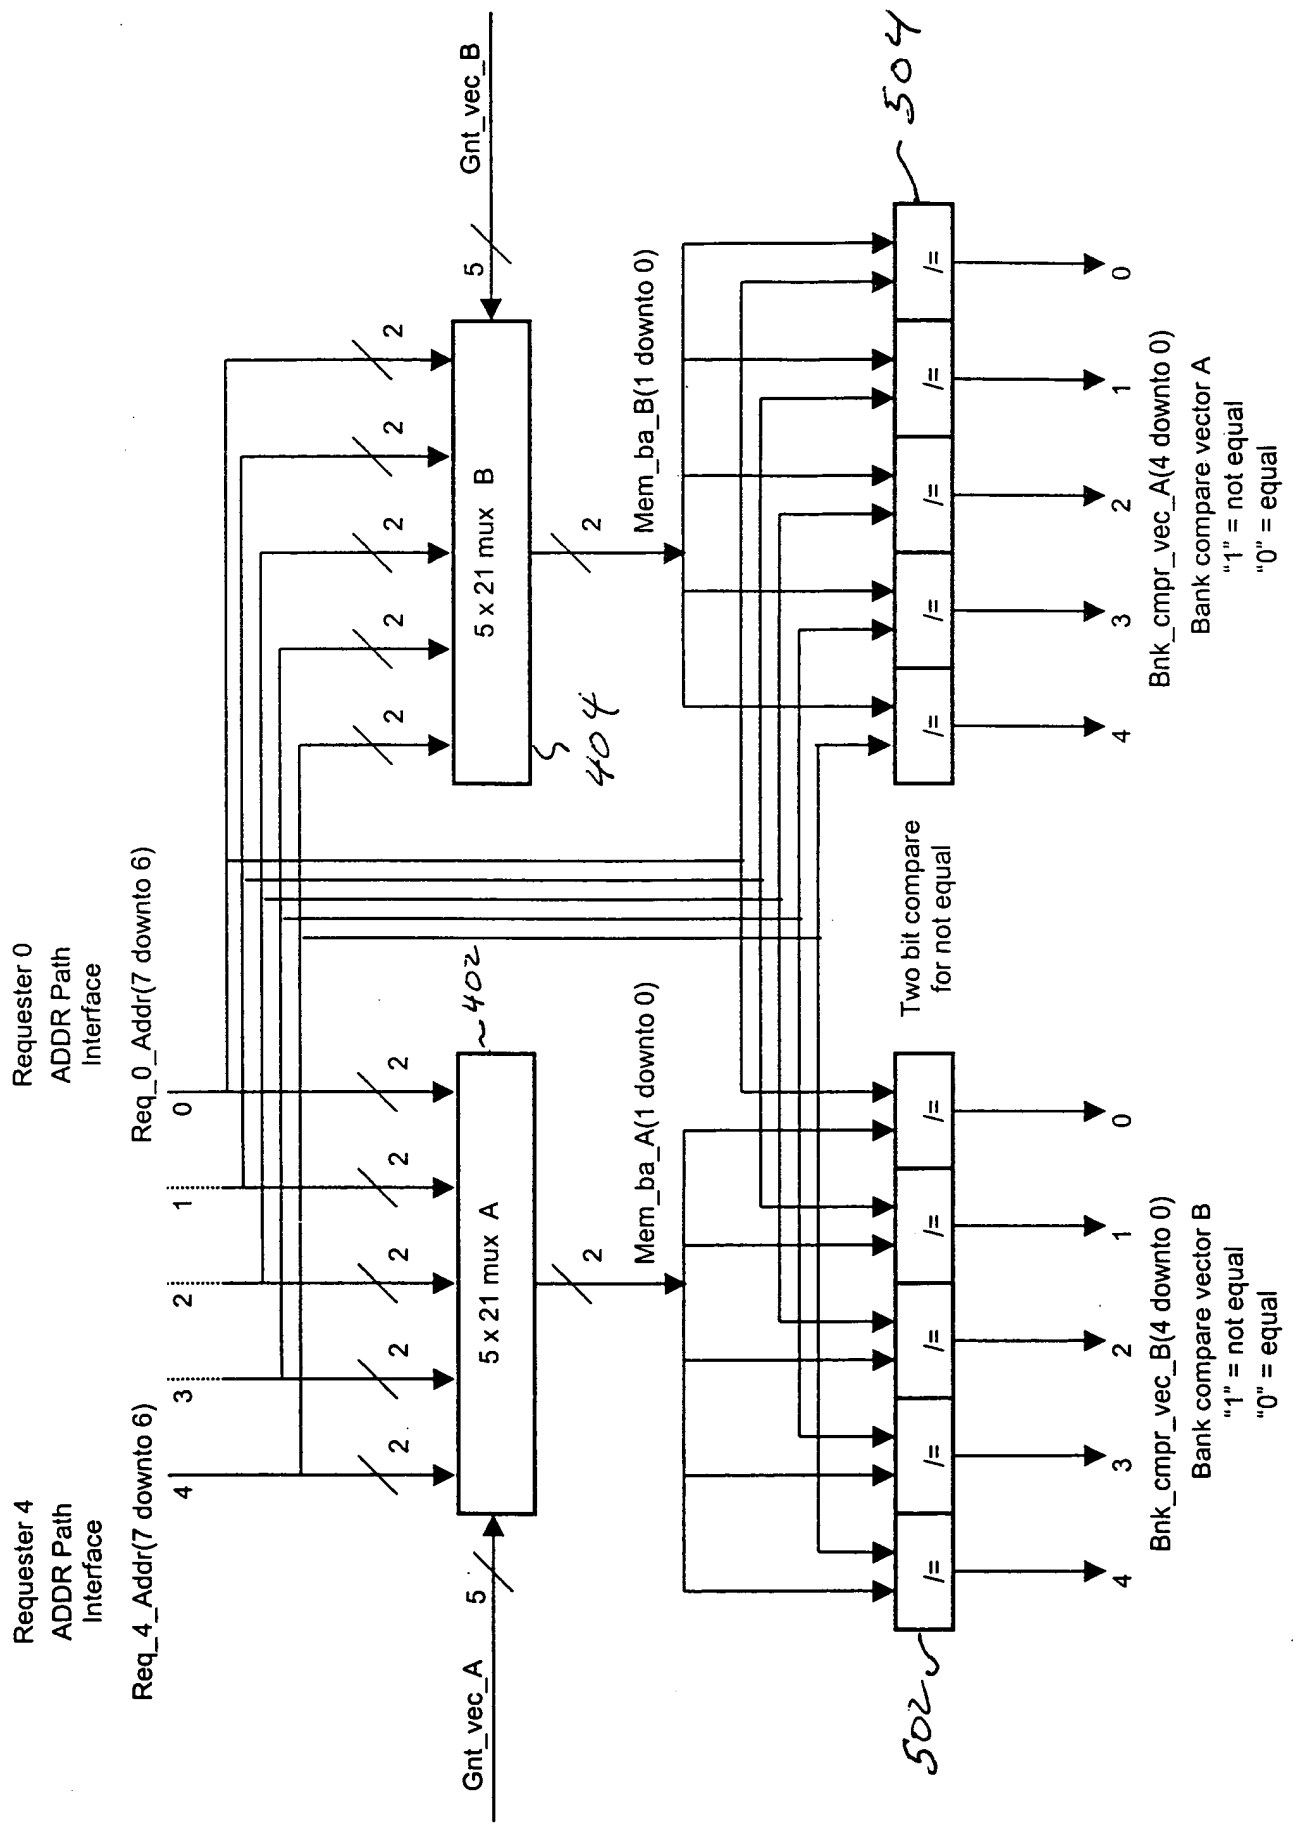 Requester 4
ADDR Path
Interface
Req_4_Addr(7 downto 6)
Requester 0
ADDR Path
Interface
Req_0_Addr(7 downto 6)
4
3
2
1
0
2
2
2
2
2
2
2
2
2
2
Gnt_vec_A
5
5 x 21 mux A
402
5 x 21 mux B
404
5
Gnt_vec_B
2
Mem_ba_A(1 downto 0)
2
Mem_ba_B(1 downto 0)
502
/=
/=
/=
/=
/=
Two bit compare
for not equal
/=
/=
/=
/=
/=
504
4
3
2
1
0
Bnk_cmpr_vec_B(4 downto 0)
Bank compare vector B
"1" = not equal
"0" = equal
4
3
2
1
0
Bnk_cmpr_vec_A(4 downto 0)
Bank compare vector A
"1" = not equal
"0" = equal